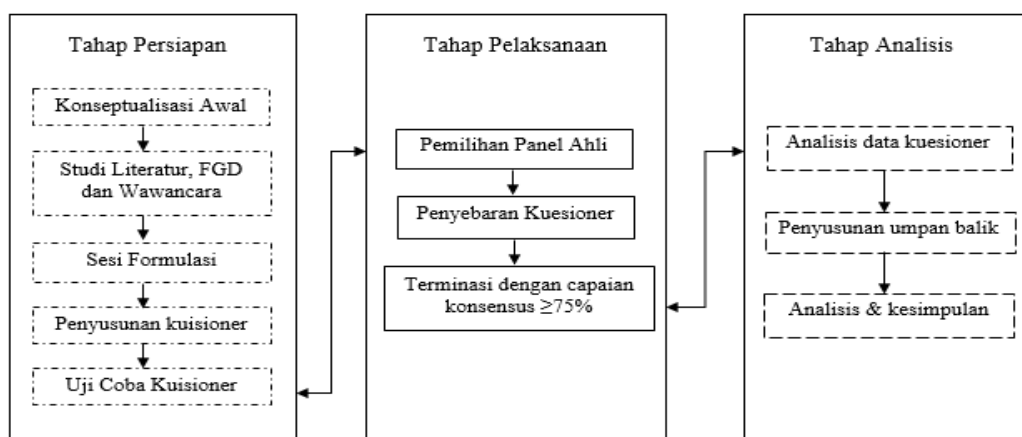 Tahap Persiapan
Konseptualisasi Awal
Studi Literatur, FGD
dan Wawancara
Sesi Formulasi
Penyusunan kuisioner
Uji Coba Kuisioner
Tahap Pelaksanaan
Pemilihan Panel Ahli
Penyebaran Kuesioner
Terminasi dengan capaian
konsensus ≥75%
Tahap Analisis
Analisis data kuesioner
Penyusunan umpan balik
Analisis & kesimpulan